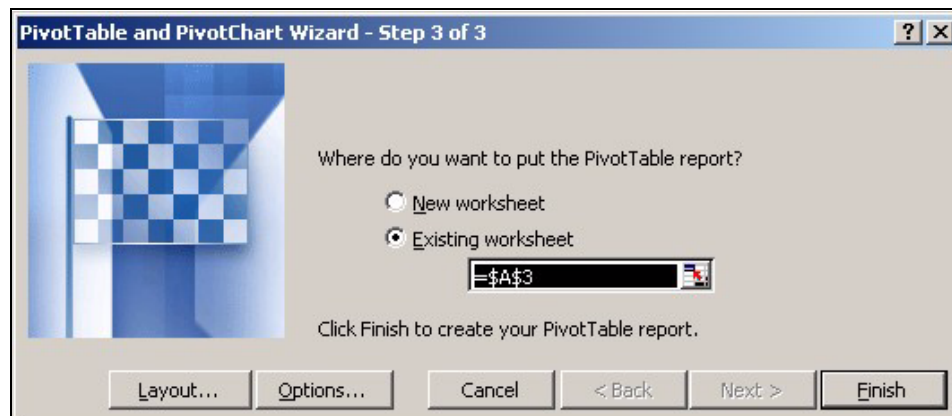 PivotTable and PivotChart Wizard - Step 3 of 3
Where do you want to put the PivotTable report?
New worksheet
Existing worksheet
=$A$3
Click Finish to create your PivotTable report.
Layout... Options... Cancel < Back Next > Finish